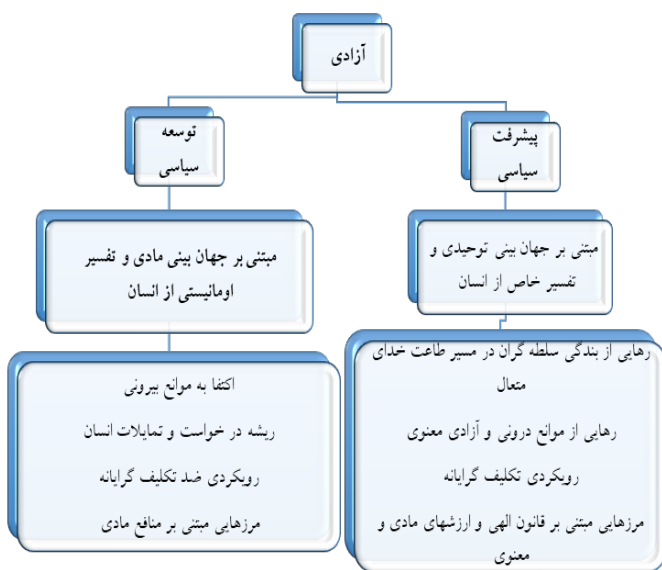 آزادی
پیشرفت
سیاسی
توسعه
سیاسی
مبتنی بر جهان بینی توحیدی و
تفسیر خاص از انسان
مبتنی بر جهان بینی مادی و تفسیر
اومانیستی از انسان
رهایی از بندگی سلطه گران در مسیر طاعت خدای
متعال
رهایی از موانع درونی و آزادی معنوی
رویکردی تکلیف گرایانه
مرزهایی مبتنی بر قانون الهی و ارزشهای مادی و
معنوی
اکتفا به موانع بیرونی
ریشه در خواست و تمایلات انسان
رویکردی ضد تکلیف گرایانه
مرزهایی مبتنی بر منافع مادی